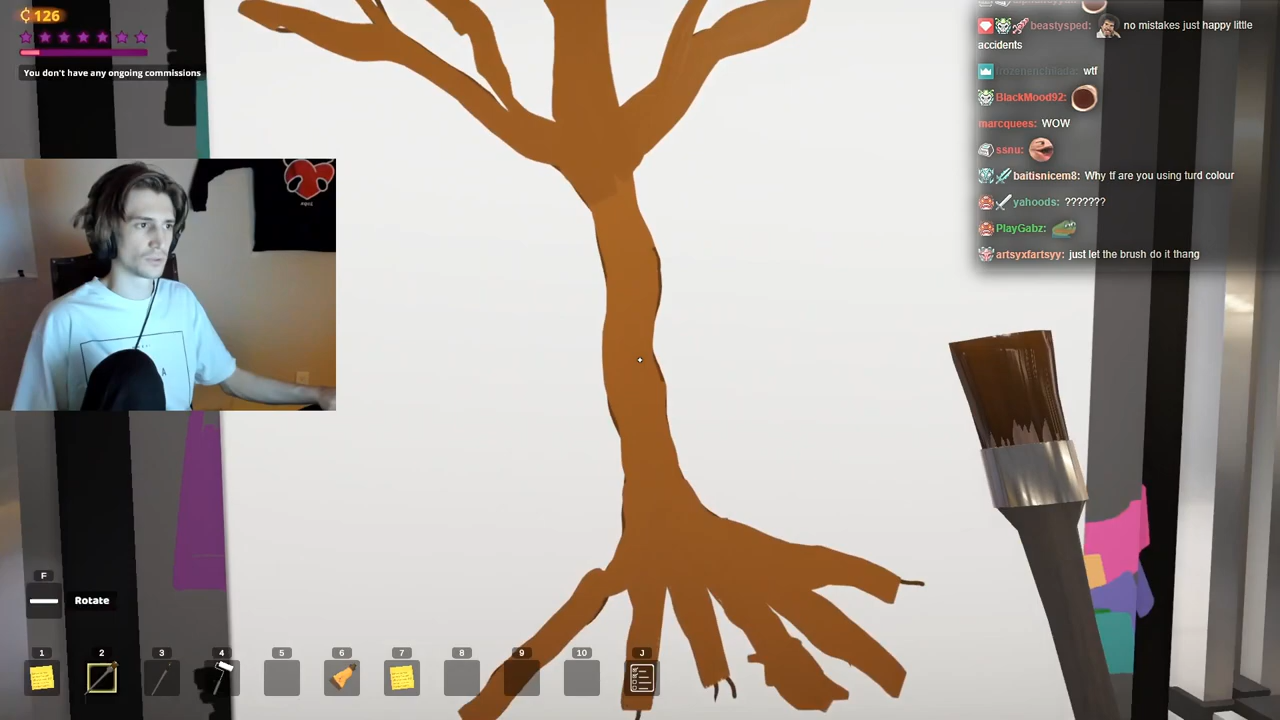 126
You don't have any ongoing commissions
beastysped: no mistakes just happy little
accidents
wtf
BlackMood92:
marcquees: WOW
ssnu:
baitisnicem8: Why tf are you using turd colour
yahoods: ???????
PlayGabz:
artsyxfartsyy: just let the brush do it thang
F
Rotate
1 2 3 4 5 6 7 8 9 10 J